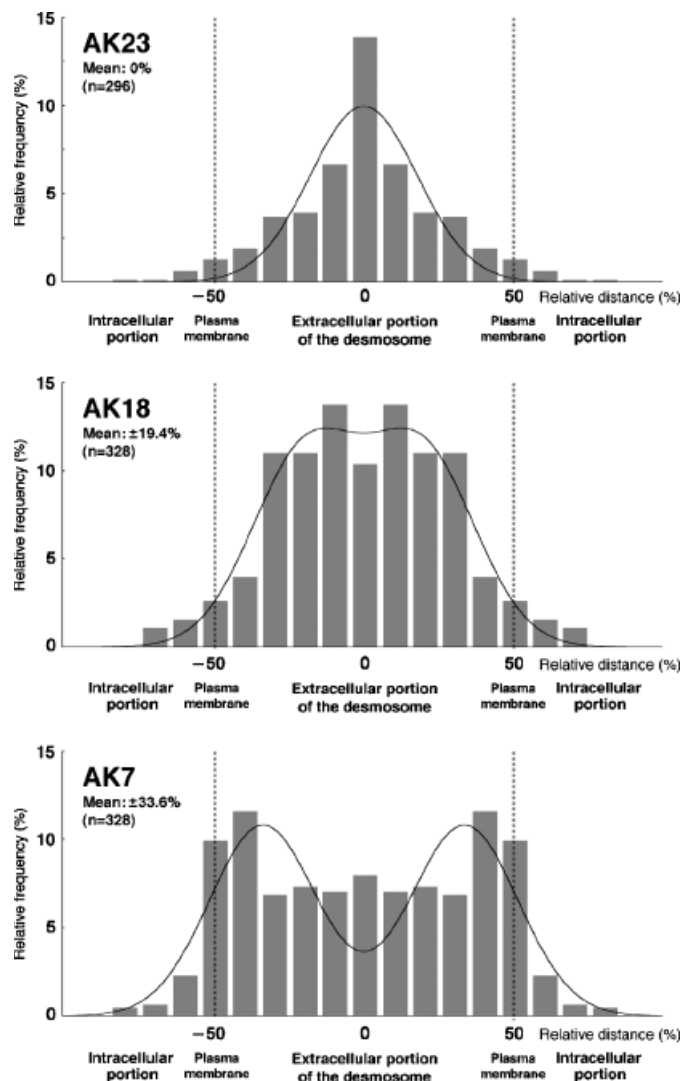 15
AK23
Mean: 0%
(n=296)
Relative frequency (%)
10
5
0
−50
0
50
Relative distance (%)
Intracellular portion
Plasma membrane
Extracellular portion of the desmosome
Plasma membrane
Intracellular portion
15
AK18
Mean: ±19.4%
(n=328)
Relative frequency (%)
10
5
0
−50
0
50
Relative distance (%)
Intracellular portion
Plasma membrane
Extracellular portion of the desmosome
Plasma membrane
Intracellular portion
15
AK7
Mean: ±33.6%
(n=328)
Relative frequency (%)
10
5
0
−50
0
50
Relative distance (%)
Intracellular portion
Plasma membrane
Extracellular portion of the desmosome
Plasma membrane
Intracellular portion